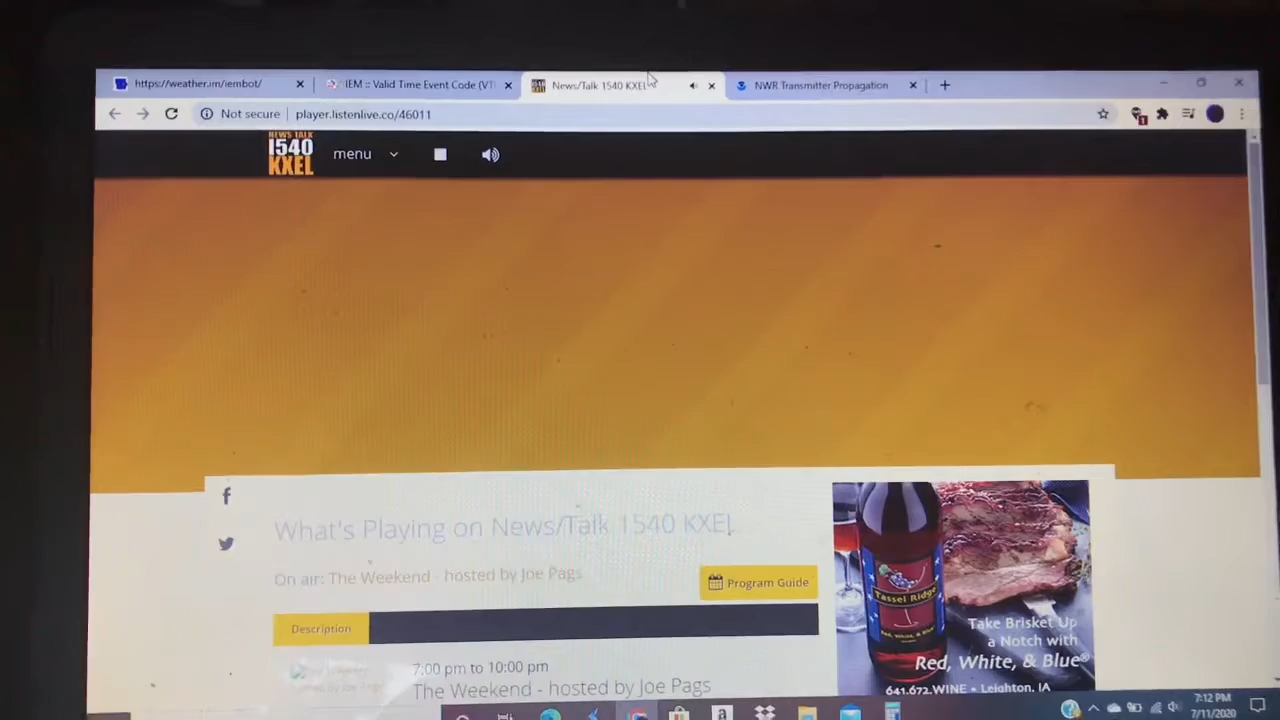 https://weather.im/iembot/
IEM :: Valid Time Event Code (VT
News/Talk 1540 KXEL
NWR Transmitter Propagation
Not secure
player.listenlive.co/46011
NEWS TALK
1540
KXEL
menu
What's Playing on News/Talk 1540 KXEL
On air: The Weekend - hosted by Joe Pags
Program Guide
Description
7:00 pm to 10:00 pm
The Weekend - hosted by Joe Pags
Tassel Ridge
Red, White, & Blue
Take Brisket Up
a Notch with
Red, White, & Blue®
641.672.WINE • Leighton, IA
7:12 PM
7/11/2020